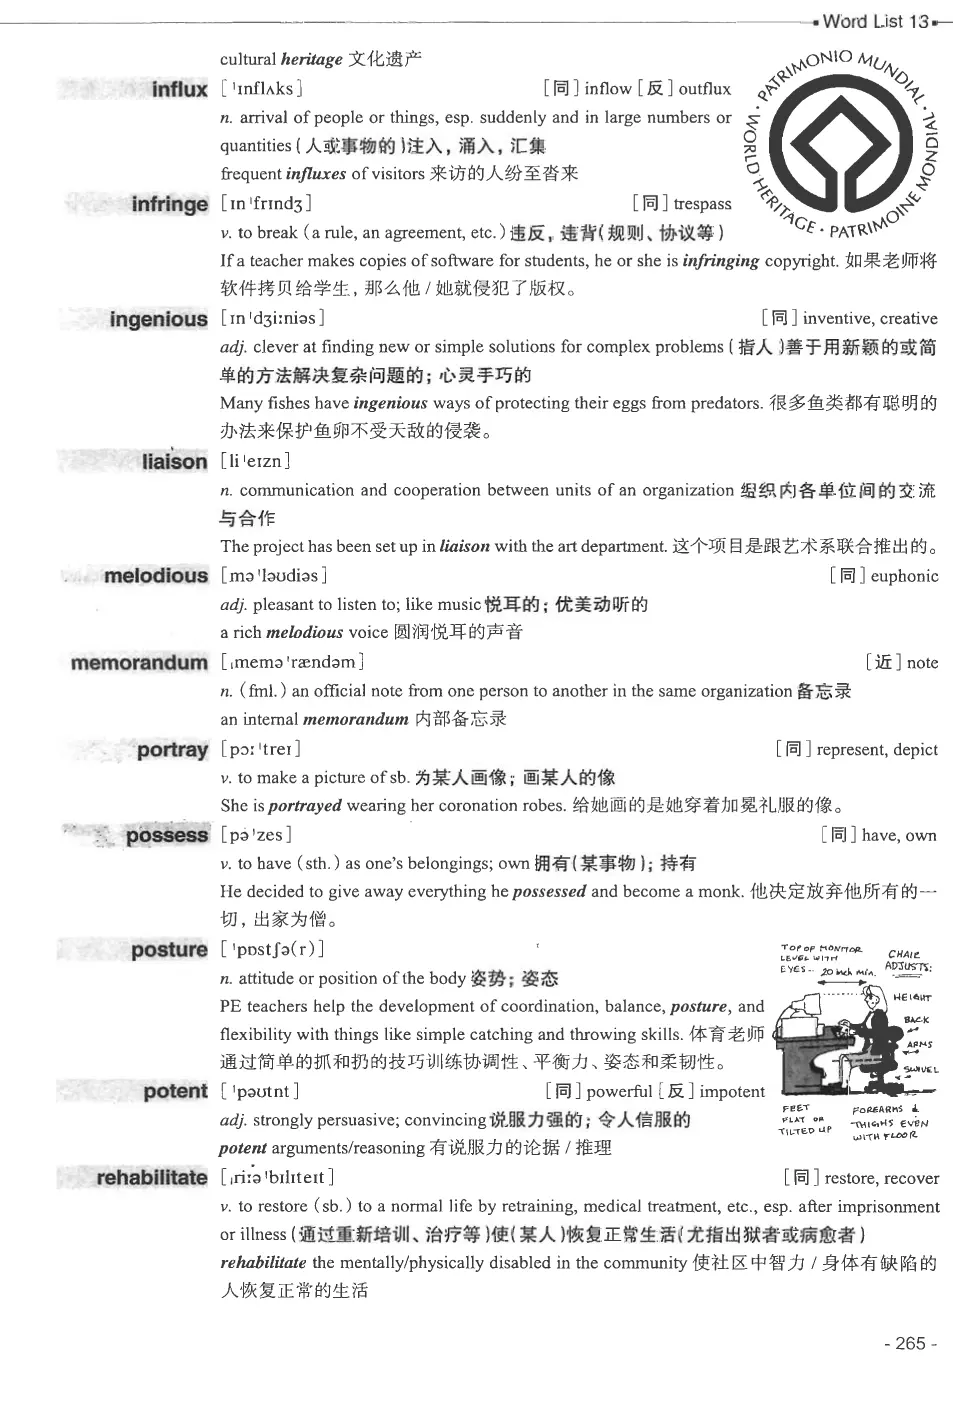 Word List 13
cultural heritage 文化遗产
PATRIMONIO MUNDIAL · WORLD HERITAGE · PATRIMOINE MONDIAL ·
influx [ˈɪnflʌks] [同] inflow [反] outflux
n. arrival of people or things, esp. suddenly and in large numbers or
quantities (人或事物的)注入，涌入，汇集
frequent influxes of visitors 来访的人纷至沓来
infringe [ɪnˈfrɪndʒ] [同] trespass
v. to break (a rule, an agreement, etc.) 违反，违背(规则、协议等)
If a teacher makes copies of software for students, he or she is infringing copyright. 如果老师将
软件拷贝给学生，那么他 / 她就侵犯了版权。
ingenious [ɪnˈdʒiːniəs] [同] inventive, creative
adj. clever at finding new or simple solutions for complex problems (指人)善于用新颖的或简
单的方法解决复杂问题的；心灵手巧的
Many fishes have ingenious ways of protecting their eggs from predators. 很多鱼类都有聪明的
办法来保护鱼卵不受天敌的侵袭。
liaison [liˈeɪzn]
n. communication and cooperation between units of an organization 组织内各单位间的交流
与合作
The project has been set up in liaison with the art department. 这个项目是跟艺术系联合推出的。
melodious [məˈləʊdiəs] [同] euphonic
adj. pleasant to listen to; like music 悦耳的；优美动听的
a rich melodious voice 圆润悦耳的声音
memorandum [ˌmeməˈrændəm] [近] note
n. (fml.) an official note from one person to another in the same organization 备忘录
an internal memorandum 内部备忘录
portray [pɔːˈtreɪ] [同] represent, depict
v. to make a picture of sb. 为某人画像；画某人的像
She is portrayed wearing her coronation robes. 给她画的是她穿着加冕礼服的像。
possess [pəˈzes] [同] have, own
v. to have (sth.) as one's belongings; own 拥有(某事物)；持有
He decided to give away everything he possessed and become a monk. 他决定放弃他所有的一
切，出家为僧。
posture [ˈpɒstʃə(r)]
n. attitude or position of the body 姿势；姿态
PE teachers help the development of coordination, balance, posture, and
flexibility with things like simple catching and throwing skills. 体育老师
通过简单的抓和扔的技巧训练协调性、平衡力、姿态和柔韧性。
TOP OF MONITOR
LEVEL WITH
EYES -- 20 inch min.
CHAIR
ADJUSTS:
HEIGHT
BACK
ARMS
SWIVEL
FEET
FLAT OR
TILTED UP
FOREARMS &
THIGHS EVEN
WITH FLOOR
potent [ˈpəʊtnt] [同] powerful [反] impotent
adj. strongly persuasive; convincing 说服力强的；令人信服的
potent arguments/reasoning 有说服力的论据 / 推理
rehabilitate [ˌriːəˈbɪlɪteɪt] [同] restore, recover
v. to restore (sb.) to a normal life by retraining, medical treatment, etc., esp. after imprisonment
or illness (通过重新培训、治疗等)使(某人)恢复正常生活(尤指出狱者或病愈者)
rehabilitate the mentally/physically disabled in the community 使社区中智力 / 身体有缺陷的
人恢复正常的生活
- 265 -